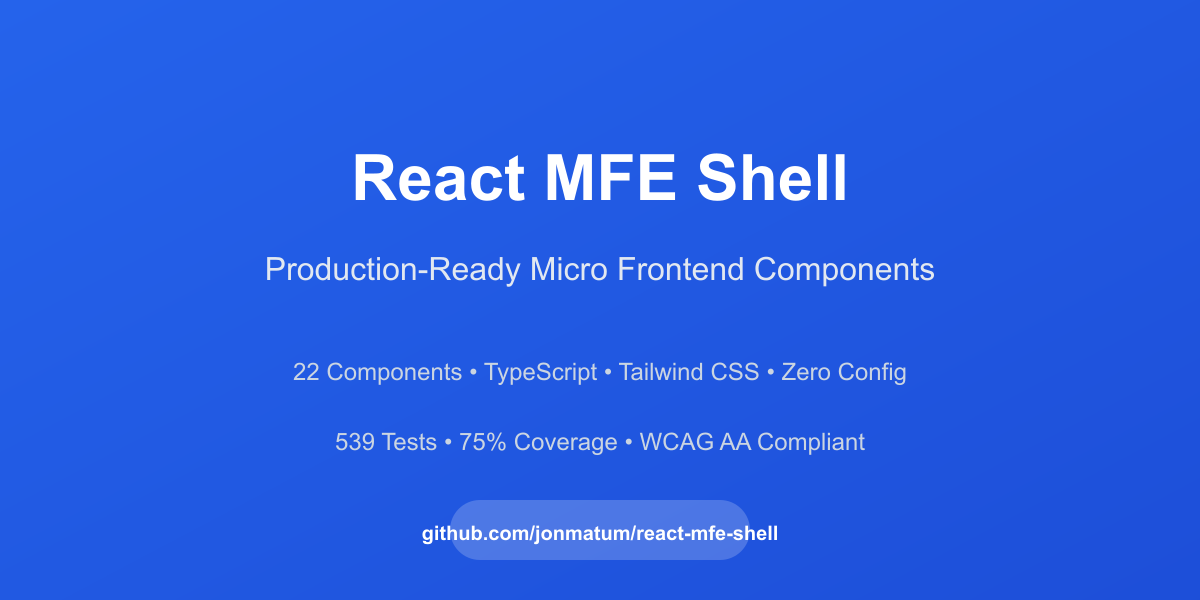 React MFE Shell
Production-Ready Micro Frontend Components
22 Components • TypeScript • Tailwind CSS • Zero Config
539 Tests • 75% Coverage • WCAG AA Compliant
github.com/jonmatum/react-mfe-shell